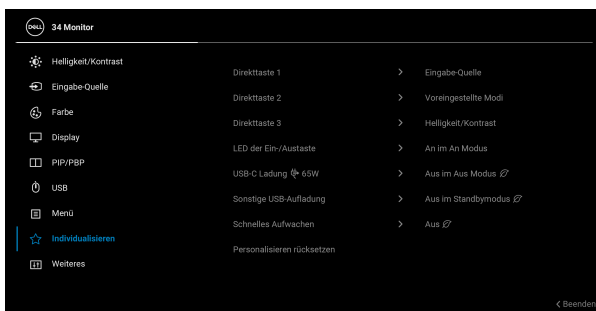 DELL 34 Monitor
Helligkeit/Kontrast
Eingabe-Quelle
Farbe
Display
PIP/PBP
USB
Menü
Individualisieren
Weiteres
Direkttaste 1 Eingabe-Quelle
Direkttaste 2 Voreingestellte Modi
Direkttaste 3 Helligkeit/Kontrast
LED der Ein-/Austaste An im An Modus
USB-C Ladung 65W Aus im Aus Modus
Sonstige USB-Aufladung Aus im Standbymodus
Schnelles Aufwachen Aus
Personalisieren rücksetzen
Beenden